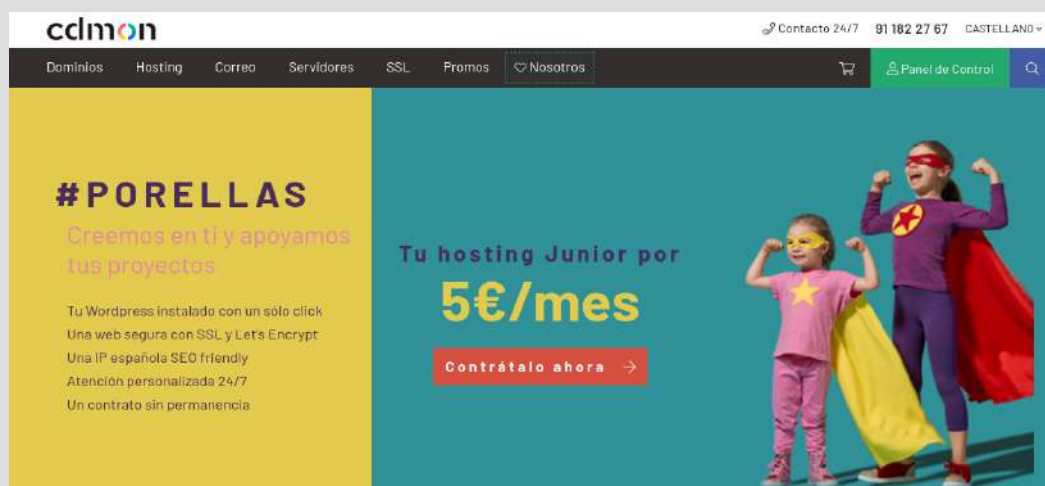 cdmon
Contacto 24/7 91 182 27 67 CASTELLANO
Dominios Hosting Correo Servidores SSL Promos Nosotros Panel de Control
#PORELLAS
Creemos en ti y apoyamos
tus proyectos
Tu Wordpress instalado con un sólo click
Una web segura con SSL y Let's Encrypt
Una IP española SEO friendly
Atención personalizada 24/7
Un contrato sin permanencia
Tu hosting Junior por
5€/mes
Contrátalo ahora →